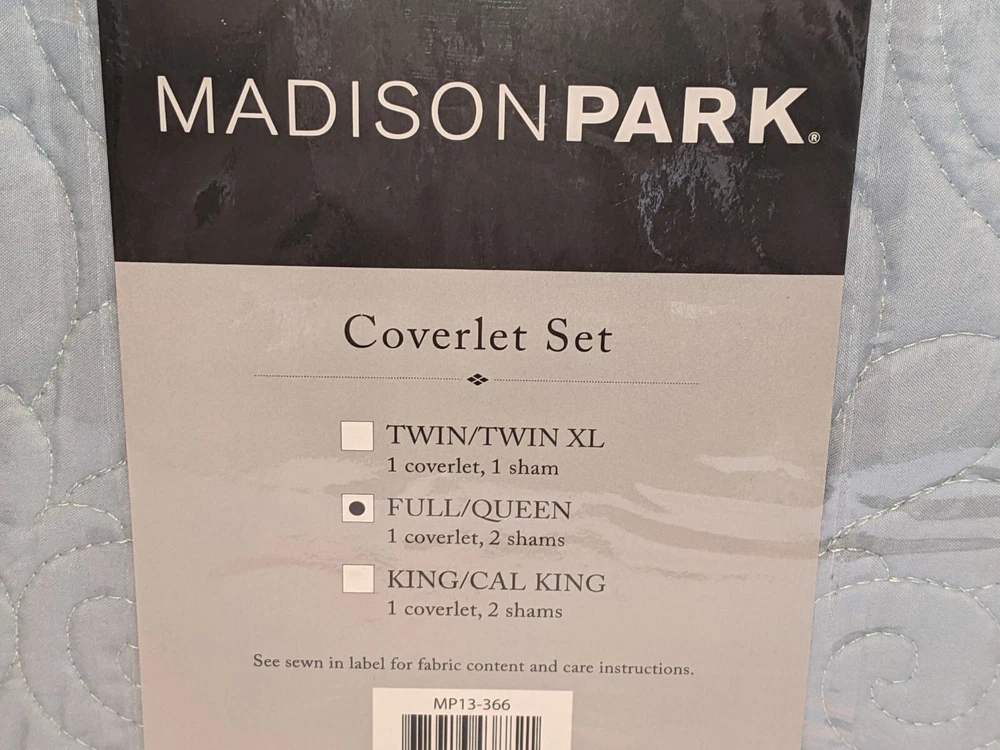 MADISONPARK®
Coverlet Set
TWIN/TWIN XL
1 coverlet, 1 sham
FULL/QUEEN
1 coverlet, 2 shams
KING/CAL KING
1 coverlet, 2 shams
See sewn in label for fabric content and care instructions.
MP13-366